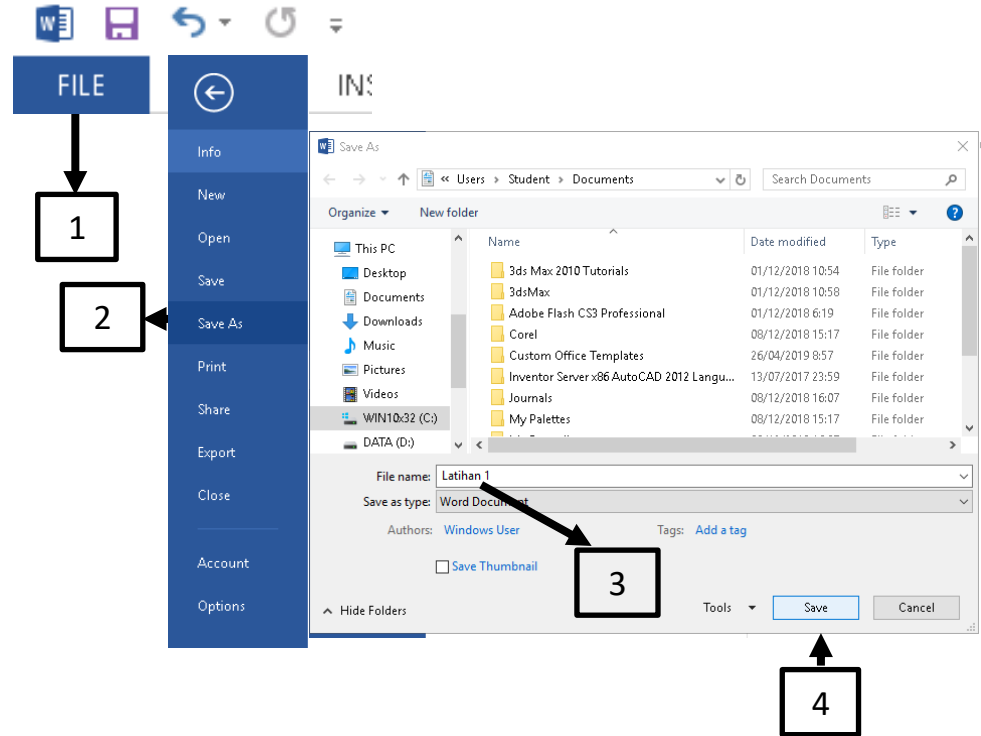 FILE
INS
1
2
Info
New
Open
Save
Save As
Print
Share
Export
Close
Account
Options
Save As
« Users › Student › Documents
Search Documents
Organize
New folder
This PC
Desktop
Documents
Downloads
Music
Pictures
Videos
WIN10x32 (C:)
DATA (D:)
Name Date modified Type
3ds Max 2010 Tutorials 01/12/2018 10:54 File folder
3dsMax 01/12/2018 10:58 File folder
Adobe Flash CS3 Professional 01/12/2018 6:19 File folder
Corel 08/12/2018 15:17 File folder
Custom Office Templates 26/04/2019 8:57 File folder
Inventor Server x86 AutoCAD 2012 Langu... 13/07/2017 23:59 File folder
Journals 08/12/2018 16:07 File folder
My Palettes 08/12/2018 15:17 File folder
File name: Latihan 1
Save as type: Word Document
Authors: Windows User Tags: Add a tag
Save Thumbnail
3
Hide Folders
Tools Save Cancel
4